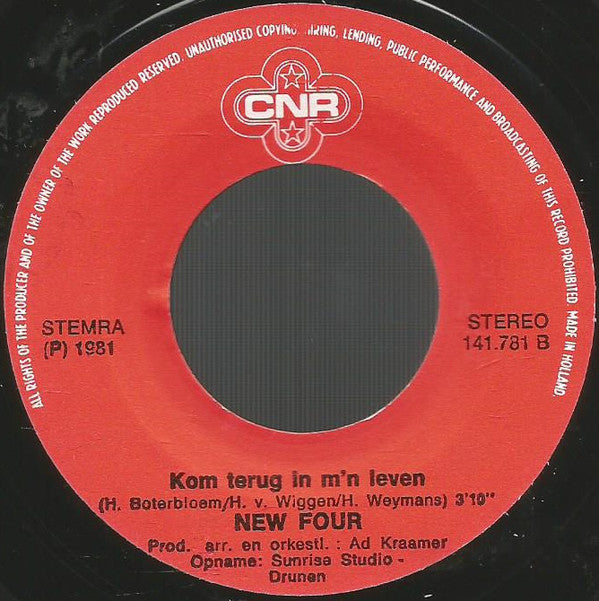 ALL RIGHTS OF THE PRODUCER AND OF THE OWNER OF THE WORK REPRODUCED RESERVED. UNAUTHORISED COPYING, HIRING, LENDING, PUBLIC PERFORMANCE AND BROADCASTING OF THIS RECORD PROHIBITED. MADE IN HOLLAND.
CNR
STEMRA
(P) 1981
STEREO
141.781 B
Kom terug in m'n leven
(H. Boterbloem/H. v. Wiggen/H. Weymans) 3'10"
NEW FOUR
Prod. arr. en orkestl. : Ad Kraamer
Opname: Sunrise Studio -
Drunen